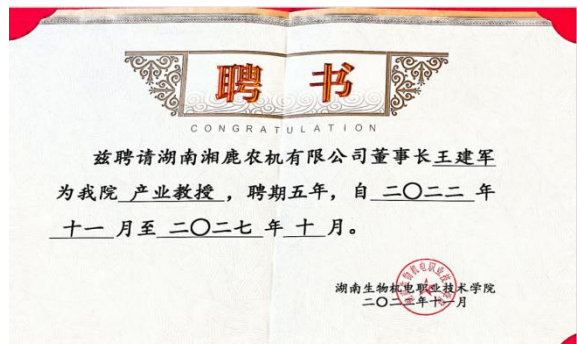 聘书
CONGRATULATION
兹聘请湖南湘鹿农机有限公司董事长王建军
为我院 产业教授 ，聘期五年，自 二〇二二 年
十一 月至 二〇二七 年 十 月。
湖南生物机电职业技术学院
二〇二二年十一月